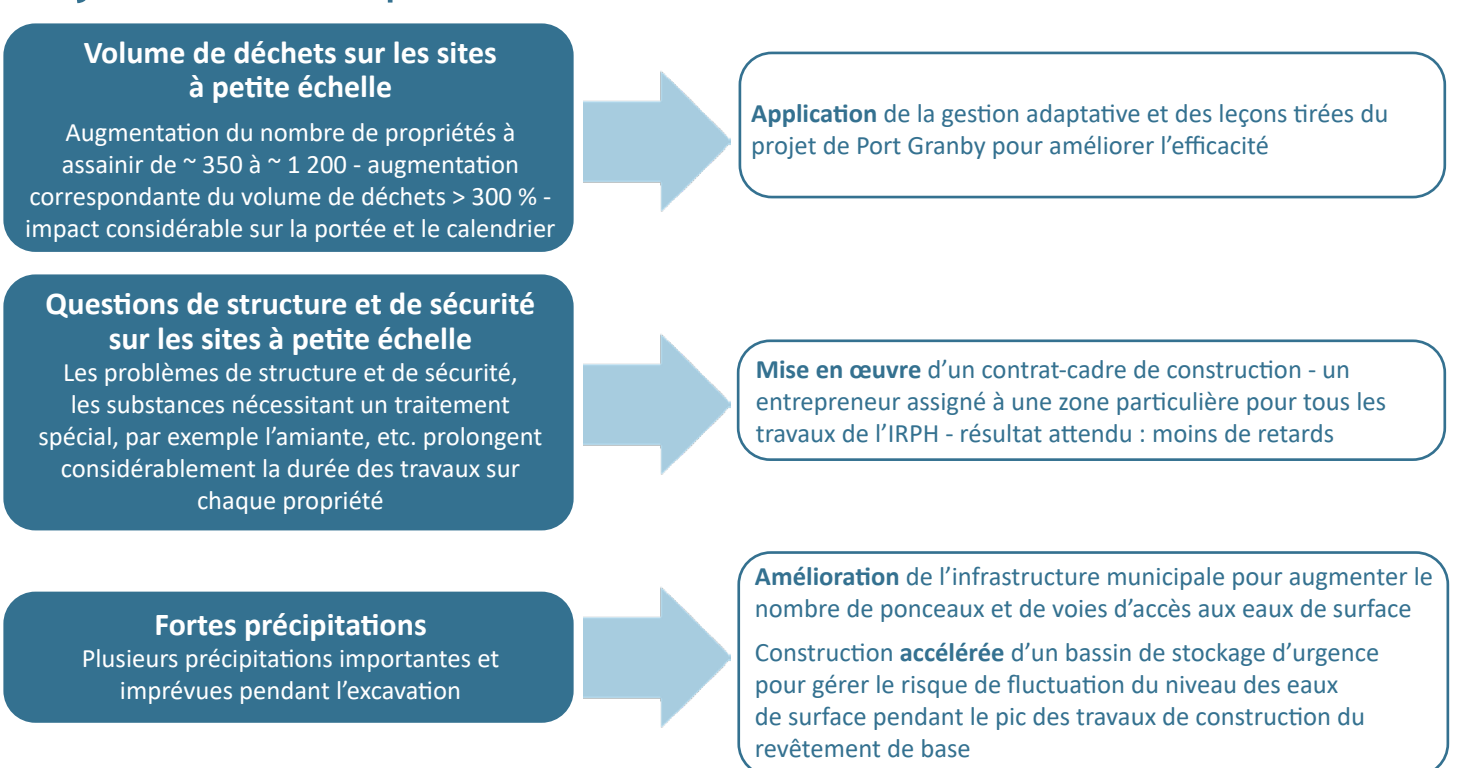 Volume de déchets sur les sites
à petite échelle
Augmentation du nombre de propriétés à
assainir de ~ 350 à ~ 1 200 - augmentation
correspondante du volume de déchets > 300 % -
impact considérable sur la portée et le calendrier
Application de la gestion adaptative et des leçons tirées du
projet de Port Granby pour améliorer l’efficacité
Questions de structure et de sécurité
sur les sites à petite échelle
Les problèmes de structure et de sécurité,
les substances nécessitant un traitement
spécial, par exemple l’amiante, etc. prolongent
considérablement la durée des travaux sur
chaque propriété
Mise en œuvre d’un contrat-cadre de construction - un
entrepreneur assigné à une zone particulière pour tous les
travaux de l’IRPH - résultat attendu : moins de retards
Fortes précipitations
Plusieurs précipitations importantes et
imprévues pendant l’excavation
Amélioration de l’infrastructure municipale pour augmenter le
nombre de ponceaux et de voies d’accès aux eaux de surface
Construction accélérée d’un bassin de stockage d’urgence
pour gérer le risque de fluctuation du niveau des eaux
de surface pendant le pic des travaux de construction du
revêtement de base